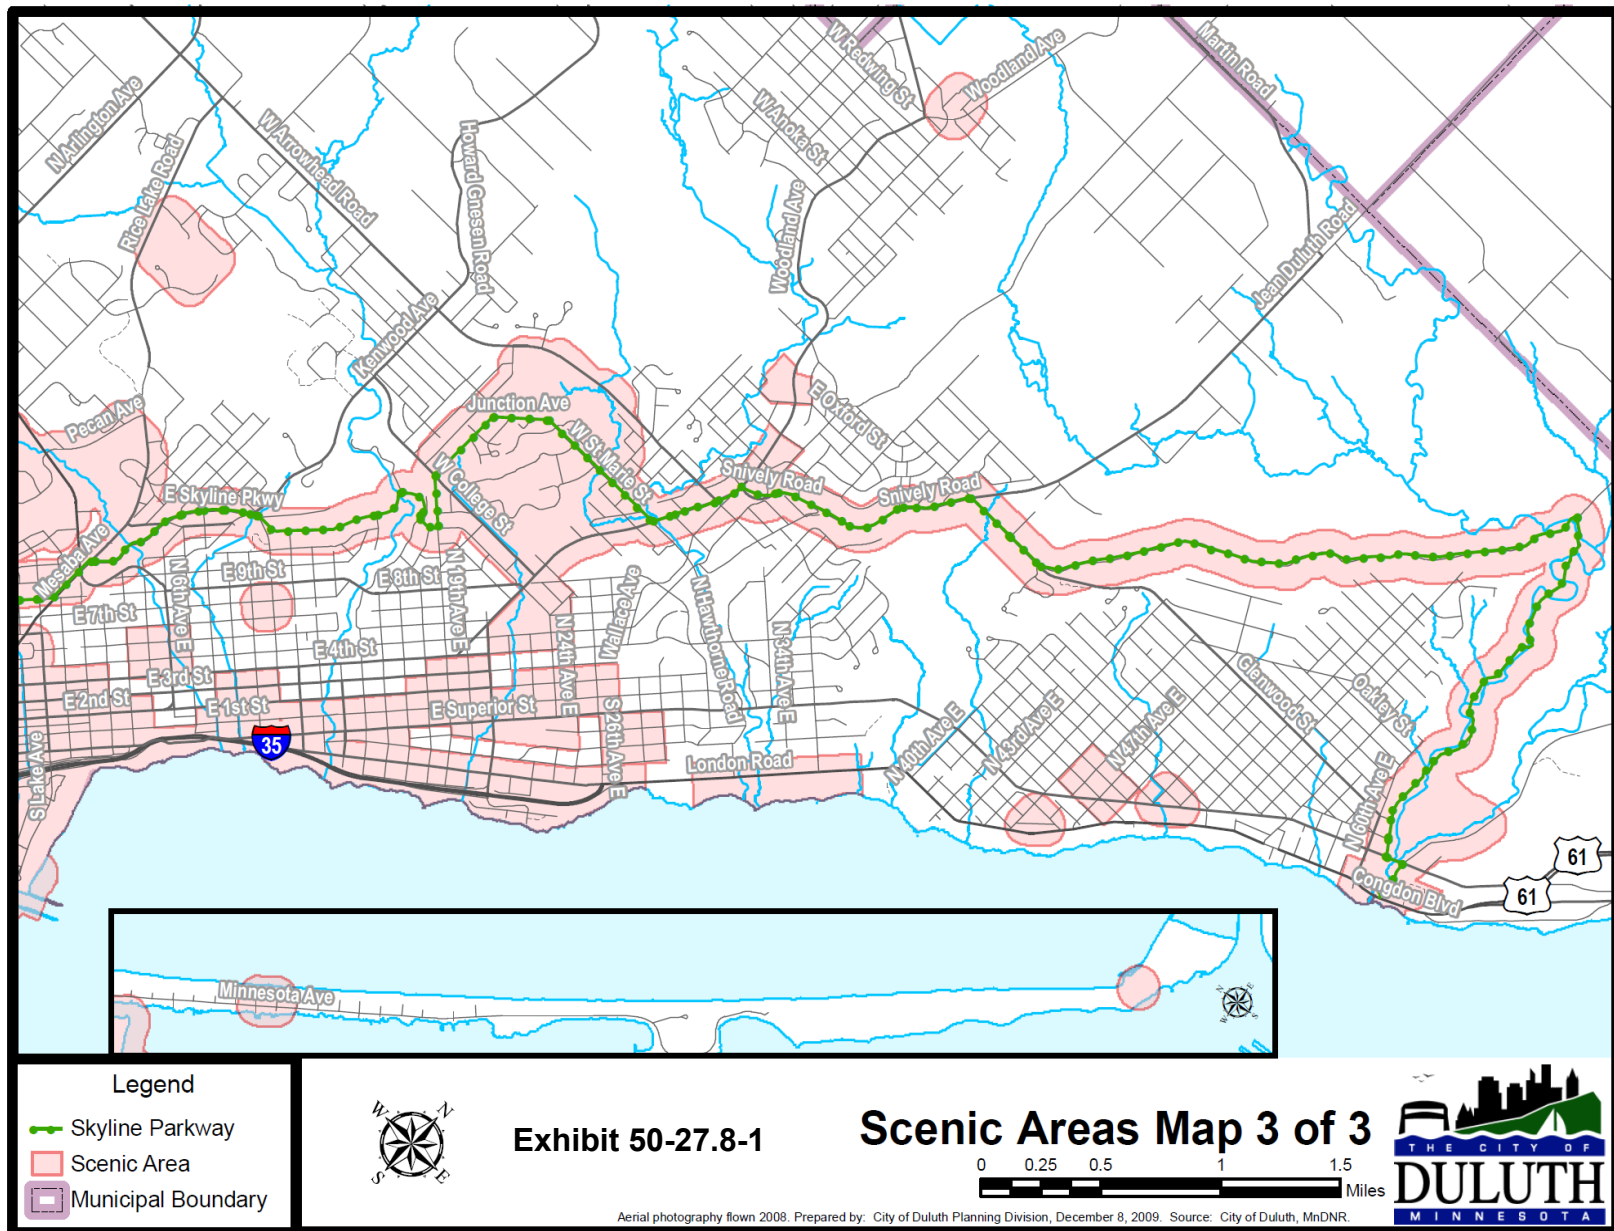 N Arlington Ave
Rice Lake Road
W Arrowhead Road
Howard Gnesen Road
W Redwing St
Woodland Ave
W Anoka St
Woodland Ave
Martin Road
Jean Duluth Road
Kenwood Ave
Pecan Ave
Junction Ave
E Oxford St
W St Marie St
E Skyline Pkwy
W College St
Snively Road
Snively Road
Mesaba Ave
N 6th Ave E
E 9th St
E 8th St
N 19th Ave E
E 7th St
E 4th St
N 24th Ave E
Wallace Ave
N Hawthorne Road
N 34th Ave E
E 3rd St
E 2nd St
E 1st St
E Superior St
S 26th Ave E
London Road
N 40th Ave E
N 43rd Ave E
N 47th Ave E
Glenwood St
Oakley St
N 60th Ave E
S Lake Ave
35
61
61
Congdon Blvd
Minnesota Ave
N
E
S
W
Legend
Skyline Parkway
Scenic Area
Municipal Boundary
W
N
S
E
Exhibit 50-27.8-1
Scenic Areas Map 3 of 3
0 0.25 0.5 1 1.5
Miles
Aerial photography flown 2008. Prepared by: City of Duluth Planning Division, December 8, 2009. Source: City of Duluth, MnDNR.
THE CITY OF
DULUTH
MINNESOTA